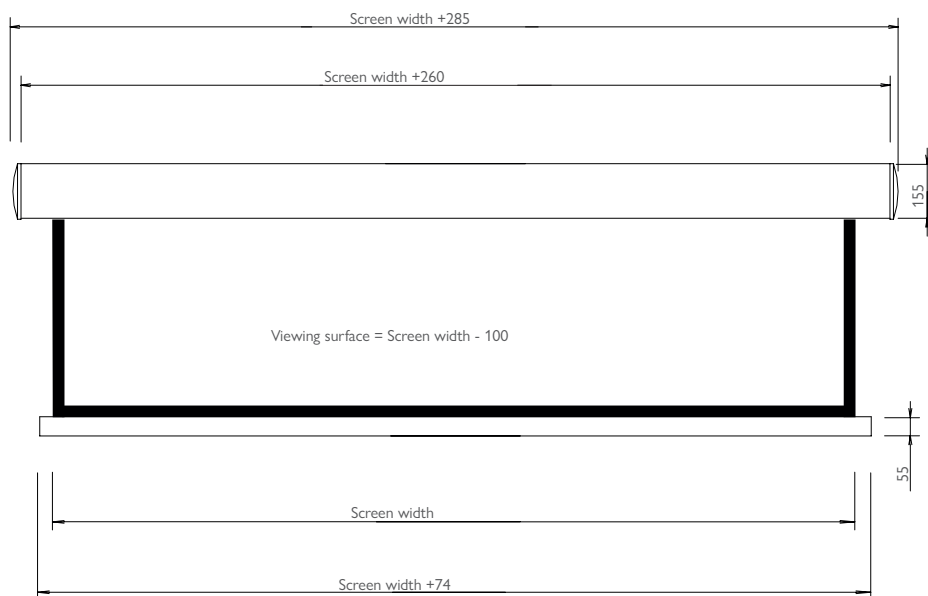 Screen width +285
Screen width +260
155
Viewing surface = Screen width - 100
55
Screen width
Screen width +74